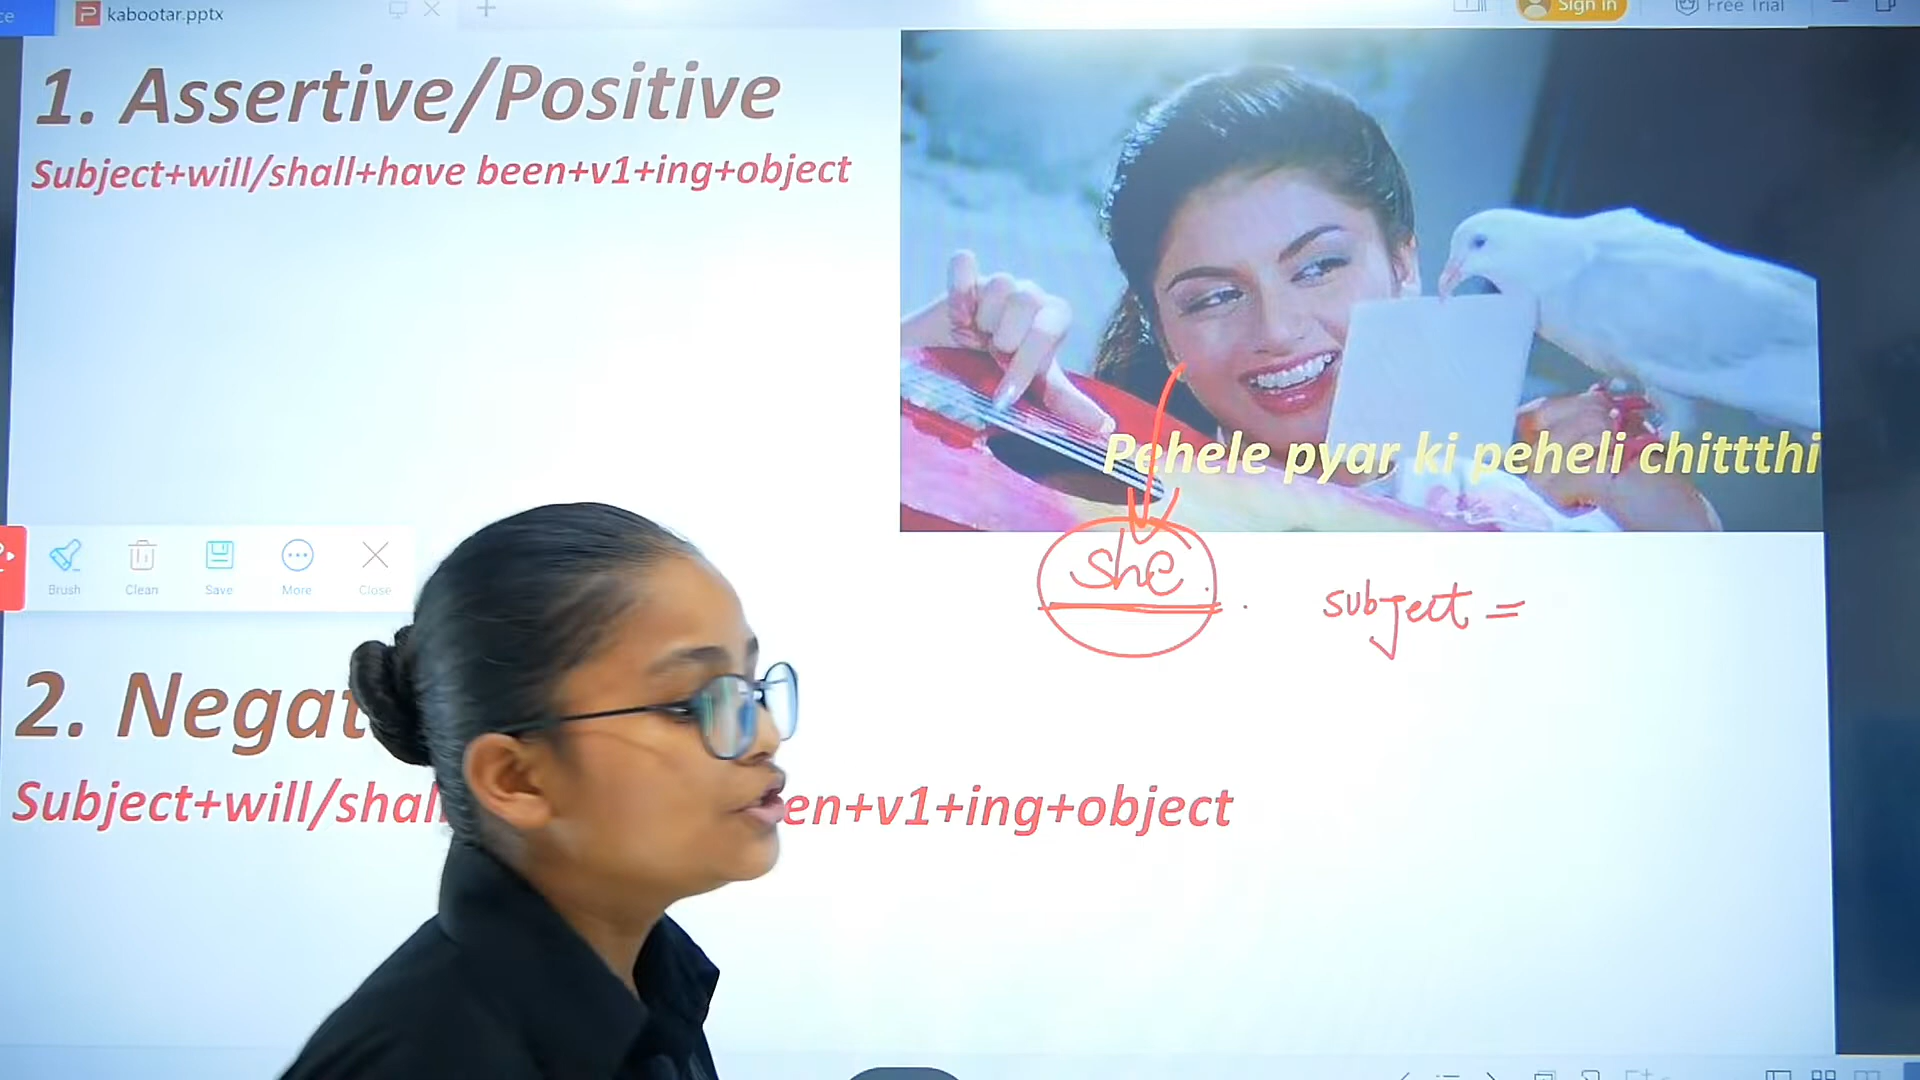 kabootar.pptx
Sign in
Free Trial
1. Assertive/Positive
Subject+will/shall+have been+v1+ing+object
Pehele pyar ki peheli chittthi
she
subject =
Brush
Clean
Save
More
Close
2. Negat
Subject+will/shal en+v1+ing+object